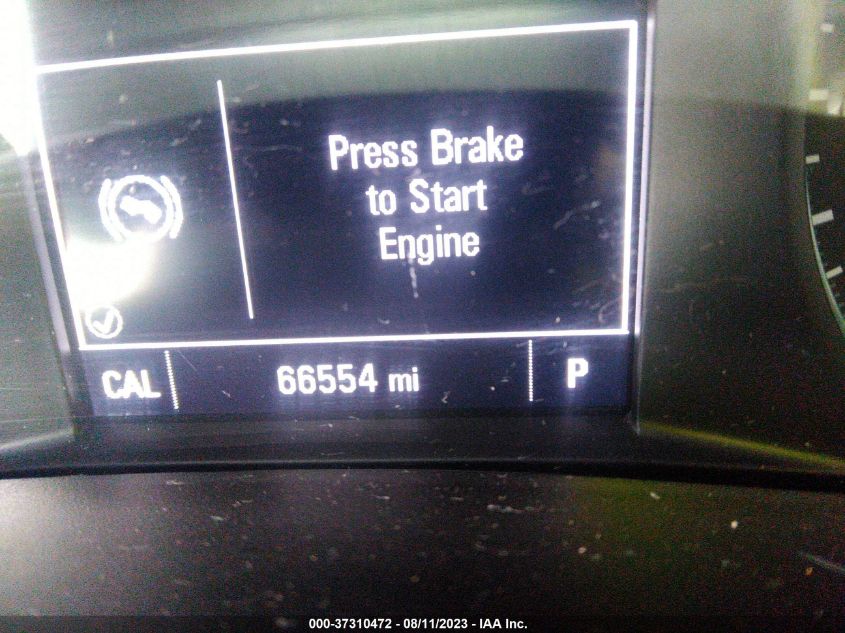 Press Brake
to Start
Engine
CAL 66554 mi P
000-37310472 - 08/11/2023 - IAA Inc.